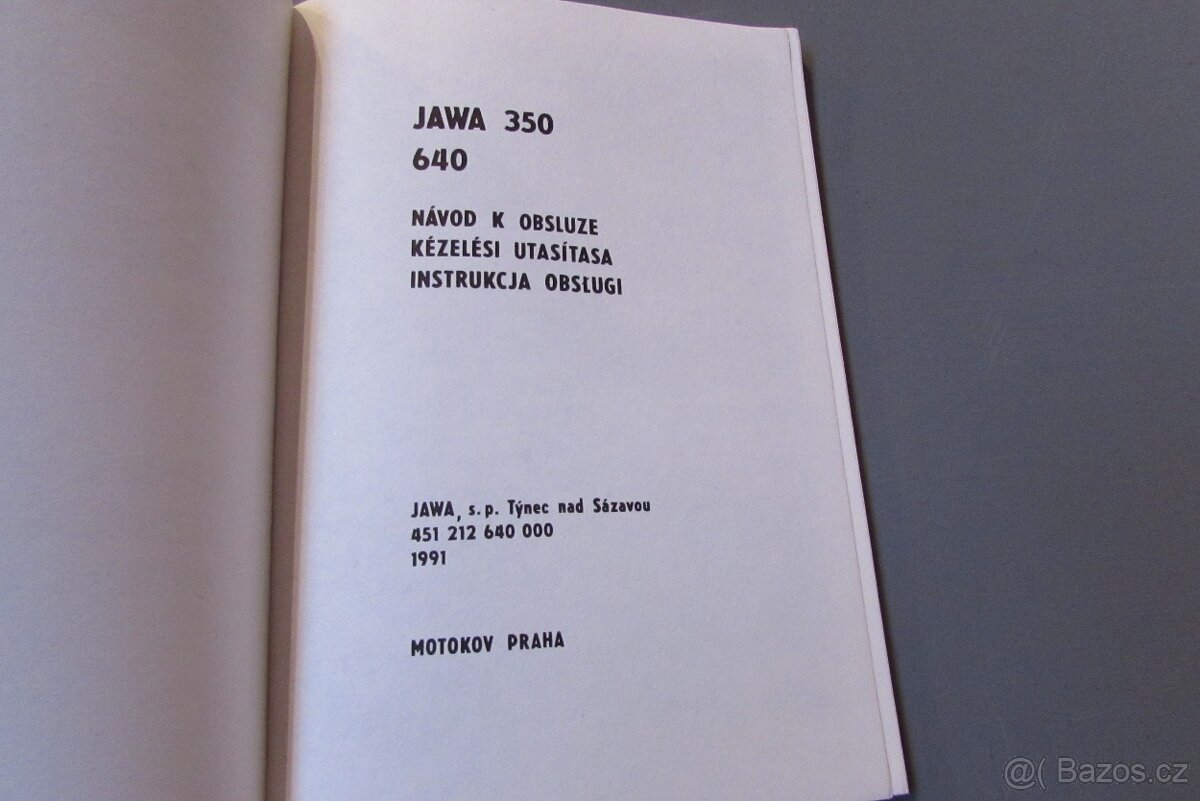 JAWA 350
640
NÁVOD K OBSLUZE
KÉZELÉSI UTASÍTASA
INSTRUKCJA OBSŁUGI
JAWA, s.p. Týnec nad Sázavou
451 212 640 000
1991
MOTOKOV PRAHA
@( Bazos.cz